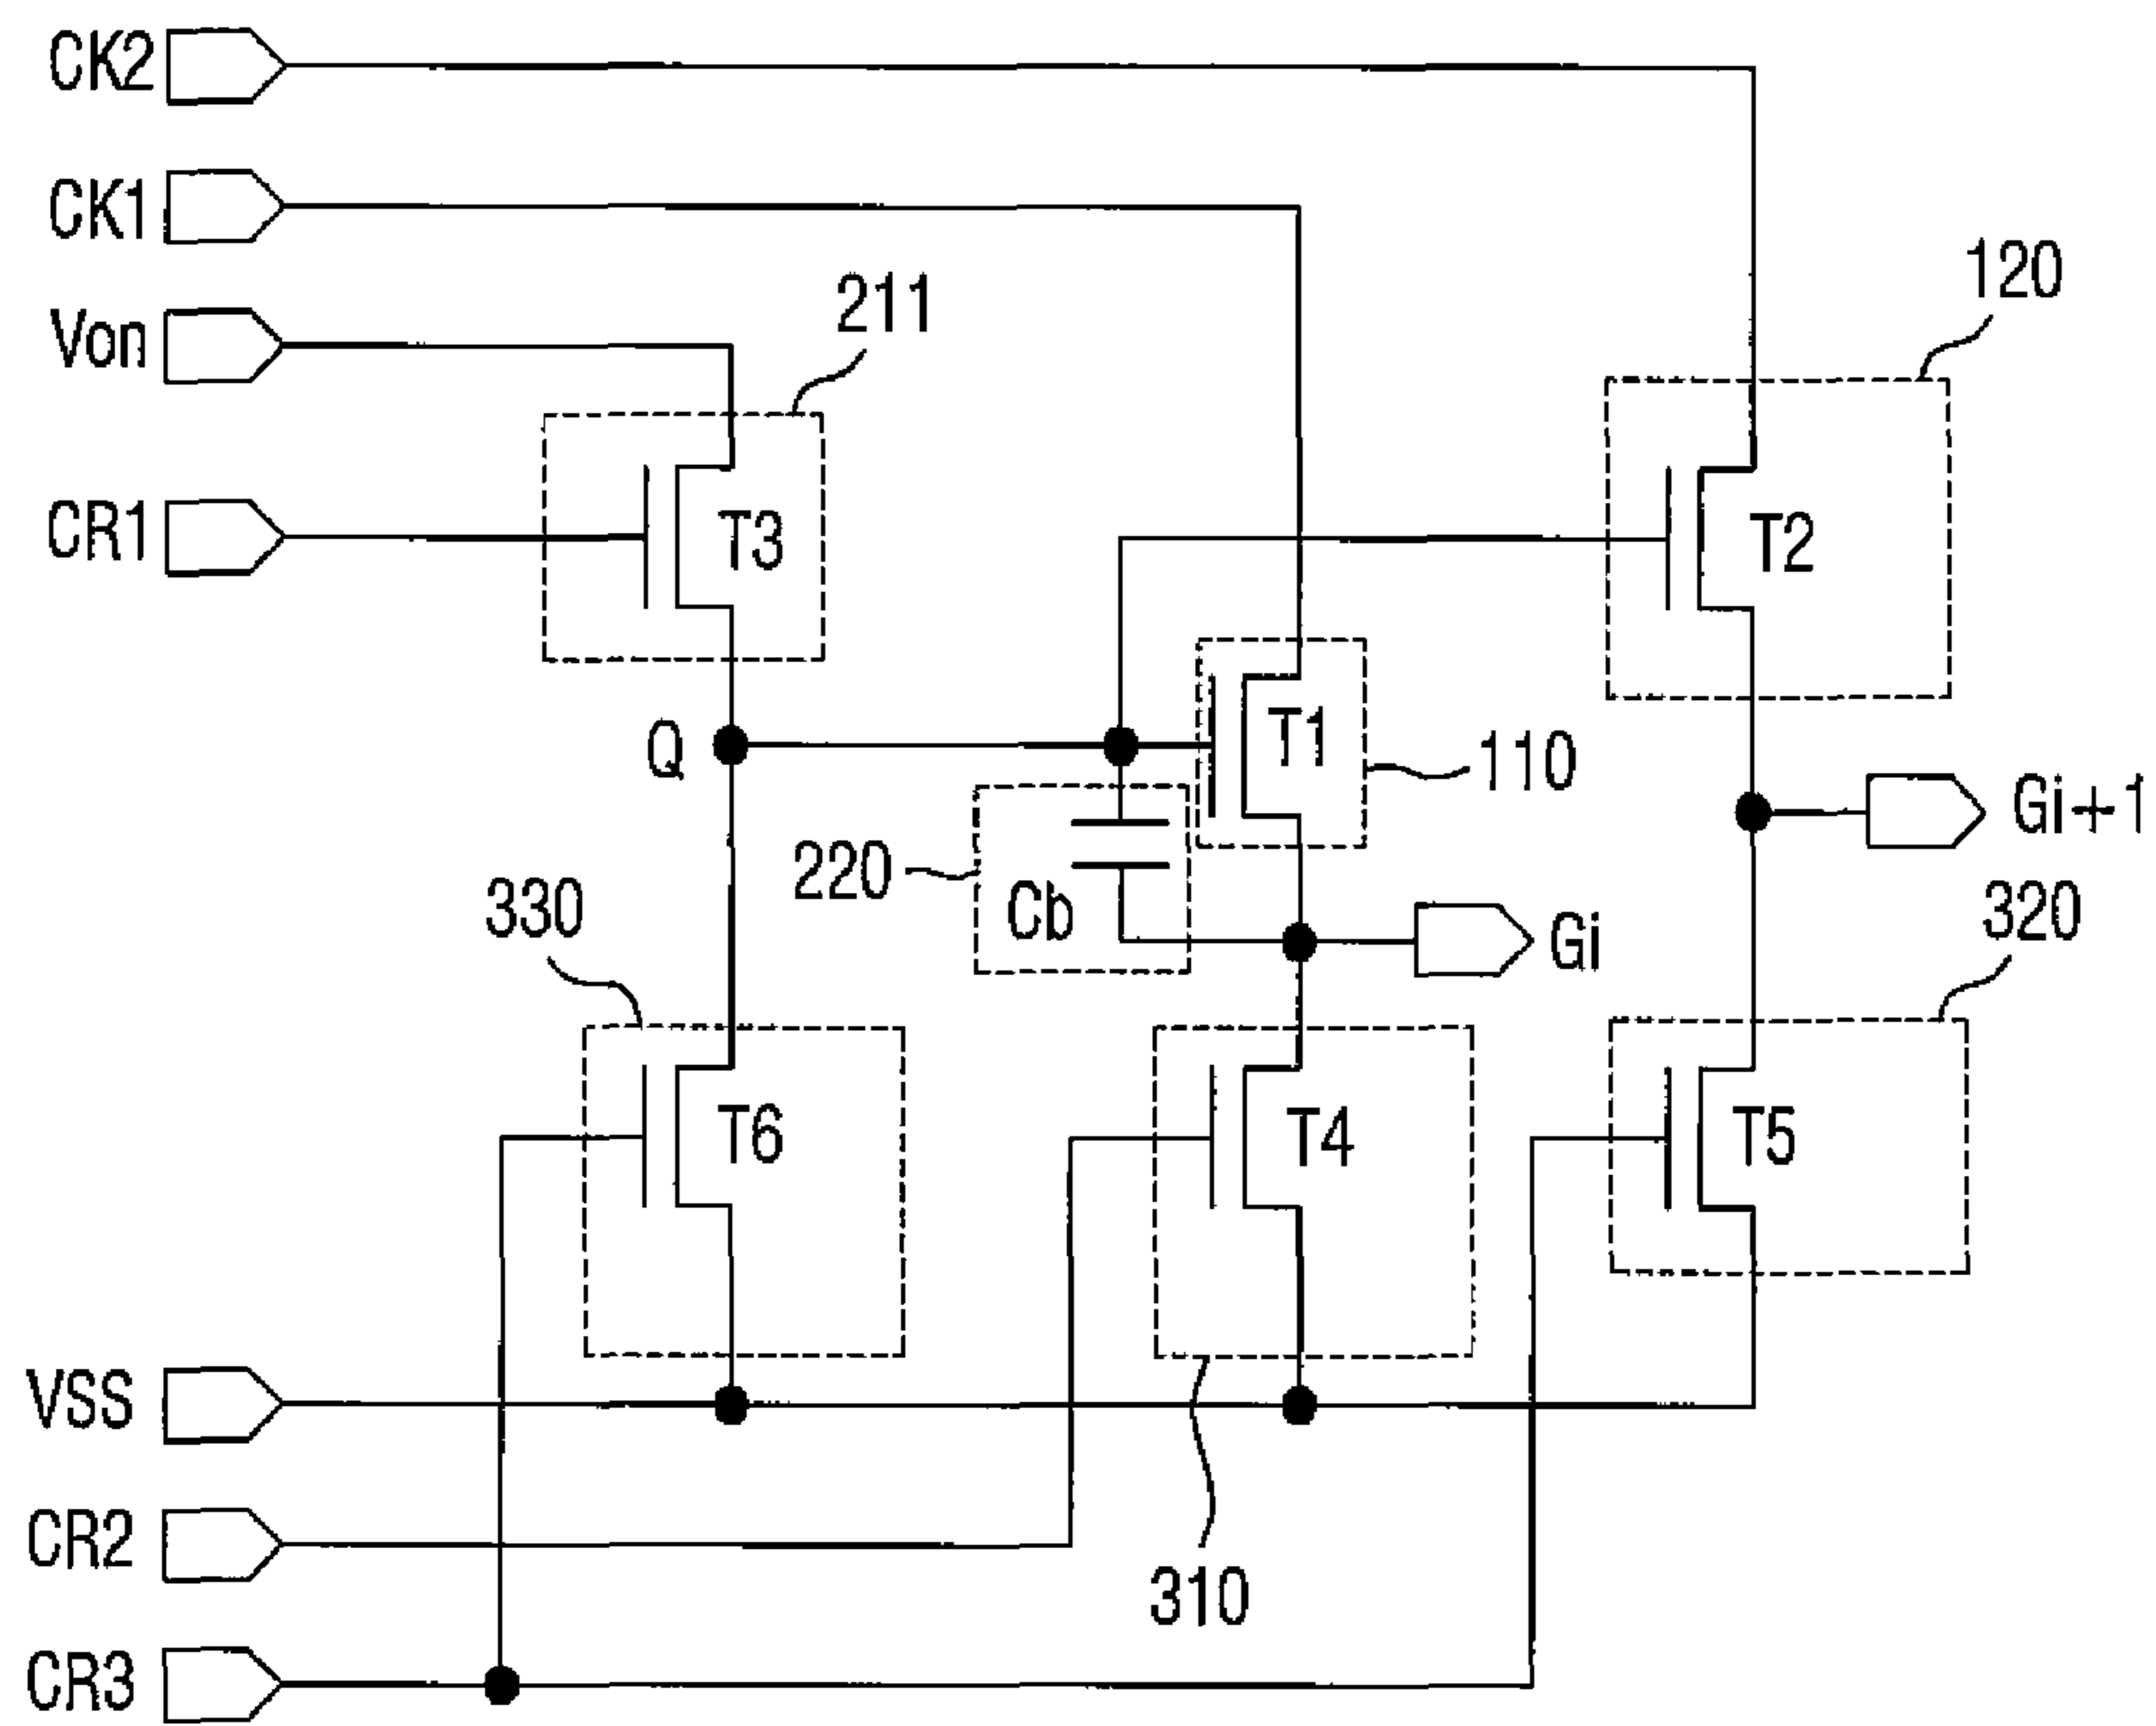 CK2
CK1
120
211
Von
CR1
T3
T2
Q
T1
110
Gi+1
220
330
Cb
Gi
320
T6
T4
T5
VSS
CR2
310
CR3